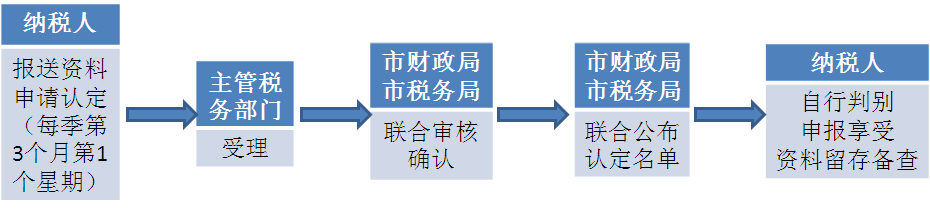 纳税人
报送资料
申请认定
（每季第
3个月第1
个星期）
主管税
务部门
受理
市财政局
市税务局
联合审核
确认
市财政局
市税务局
联合公布
认定名单
纳税人
自行判别
申报享受
资料留存备查